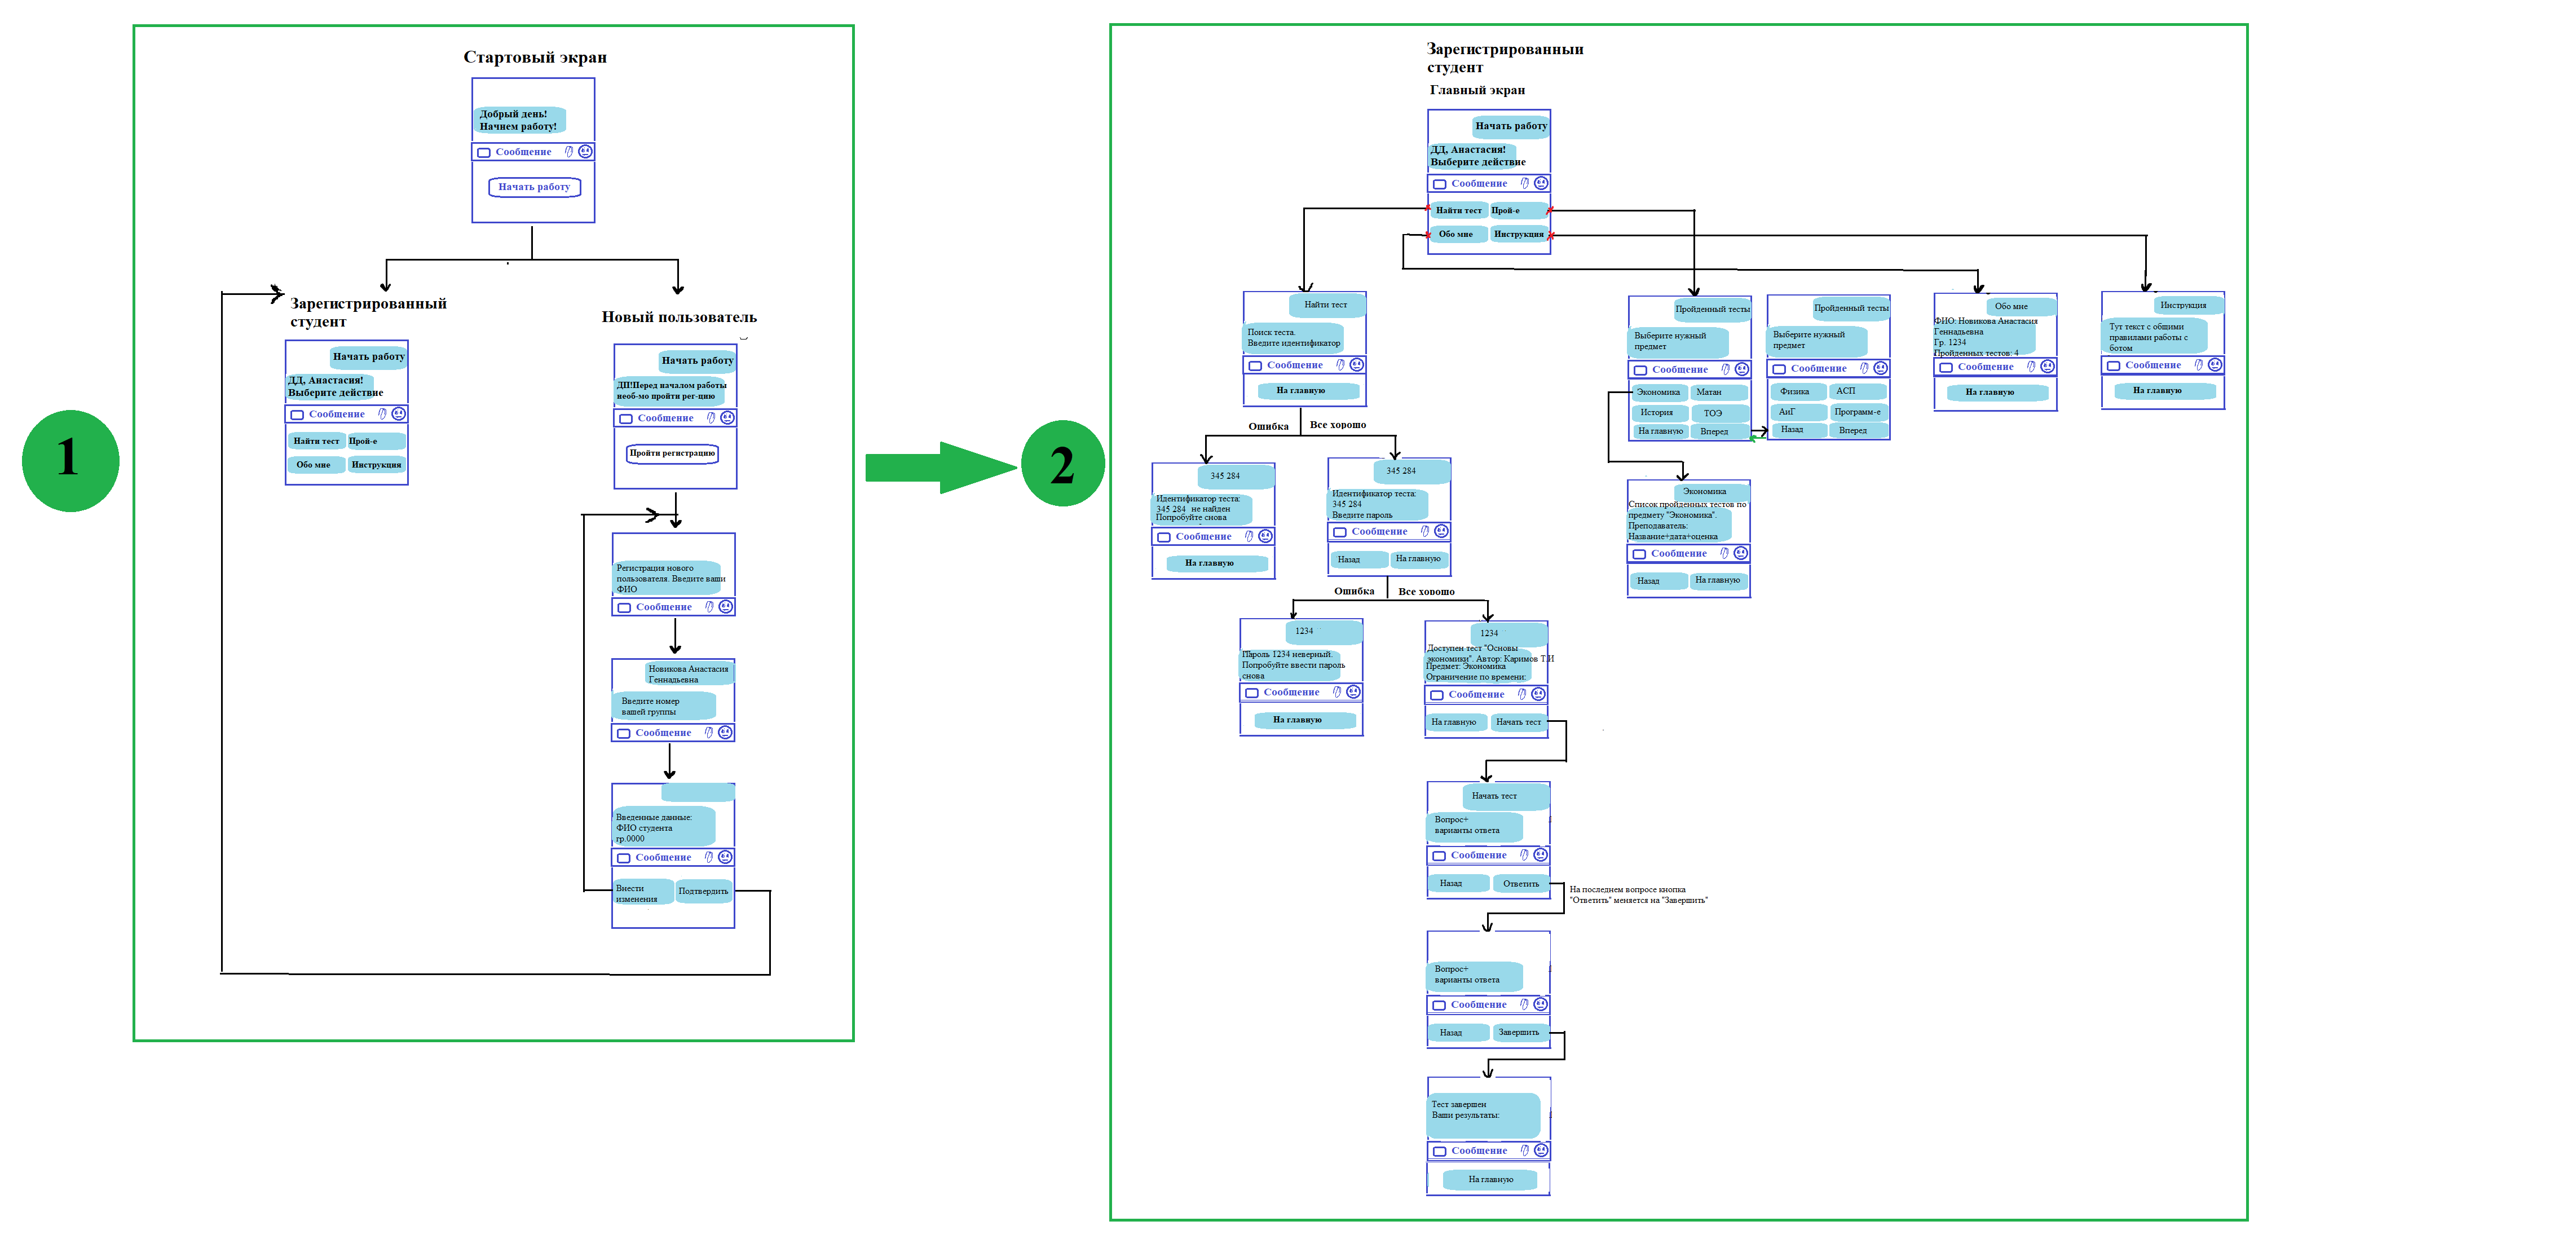 1
Стартовый экран
Добрый день!
Начнем работу!
Сообщение
Начать работу
Зарегистрированный
студент
Начать работу
ДД, Анастасия!
Выберите действие
Сообщение
Найти тест
Прой-е
Обо мне
Инструкция
Новый пользователь
Начать работу
ДП!Перед началом работы
необ-мо пройти рег-цию
Сообщение
Пройти регистрацию
Регистрация нового
пользователя. Введите ваши
ФИО
Сообщение
Новикова Анастасия
Геннадьевна
Введите номер
вашей группы
Сообщение
Введенные данные:
ФИО студента
гр.0000
Сообщение
Внести
изменения
Подтвердить
2
Зарегистрированный
студент
Главный экран
Начать работу
ДД, Анастасия!
Выберите действие
Сообщение
Найти тест
Прой-е
Обо мне
Инструкция
Найти тест
Поиск теста.
Введите идентификатор
Сообщение
На главную
Пройденный тесты
Выберите нужный
предмет
Сообщение
Экономика
Матан
История
ТОЭ
На главную
Вперед
Пройденный тесты
Выберите нужный
предмет
Сообщение
Физика
АСП
АиГ
Программ-е
Назад
Вперед
Обо мне
ФИО: Новикова Анастасия
Геннадьевна
Гр. 1234
Пройденных тестов: 4
Сообщение
На главную
Инструкция
Тут текст с общими
правилами работы с
ботом
Сообщение
На главную
Ошибка
Все хорошо
345 284
Идентификатор теста:
345 284 не найден
Попробуйте снова
Сообщение
На главную
345 284
Идентификатор теста:
345 284
Введите пароль
Сообщение
Назад
На главную
Экономика
Список пройденных тестов по
предмету "Экономика".
Преподаватель:
Название+дата+оценка
Сообщение
Назад
На главную
Ошибка
Все хорошо
1234
Пароль 1234 неверный.
Попробуйте ввести пароль
снова
Сообщение
На главную
1234
Доступен тест "Основы
экономики". Автор: Каримов Т.И
Предмет: Экономика
Ограничение по времени:
Сообщение
На главную
Начать тест
Начать тест
Вопрос+
варианты ответа
Сообщение
Назад
Ответить
На последнем вопросе кнопка
"Ответить" меняется на "Завершить"
Вопрос+
варианты ответа
Сообщение
Назад
Завершить
Тест завершен
Ваши результаты:
Сообщение
На главную